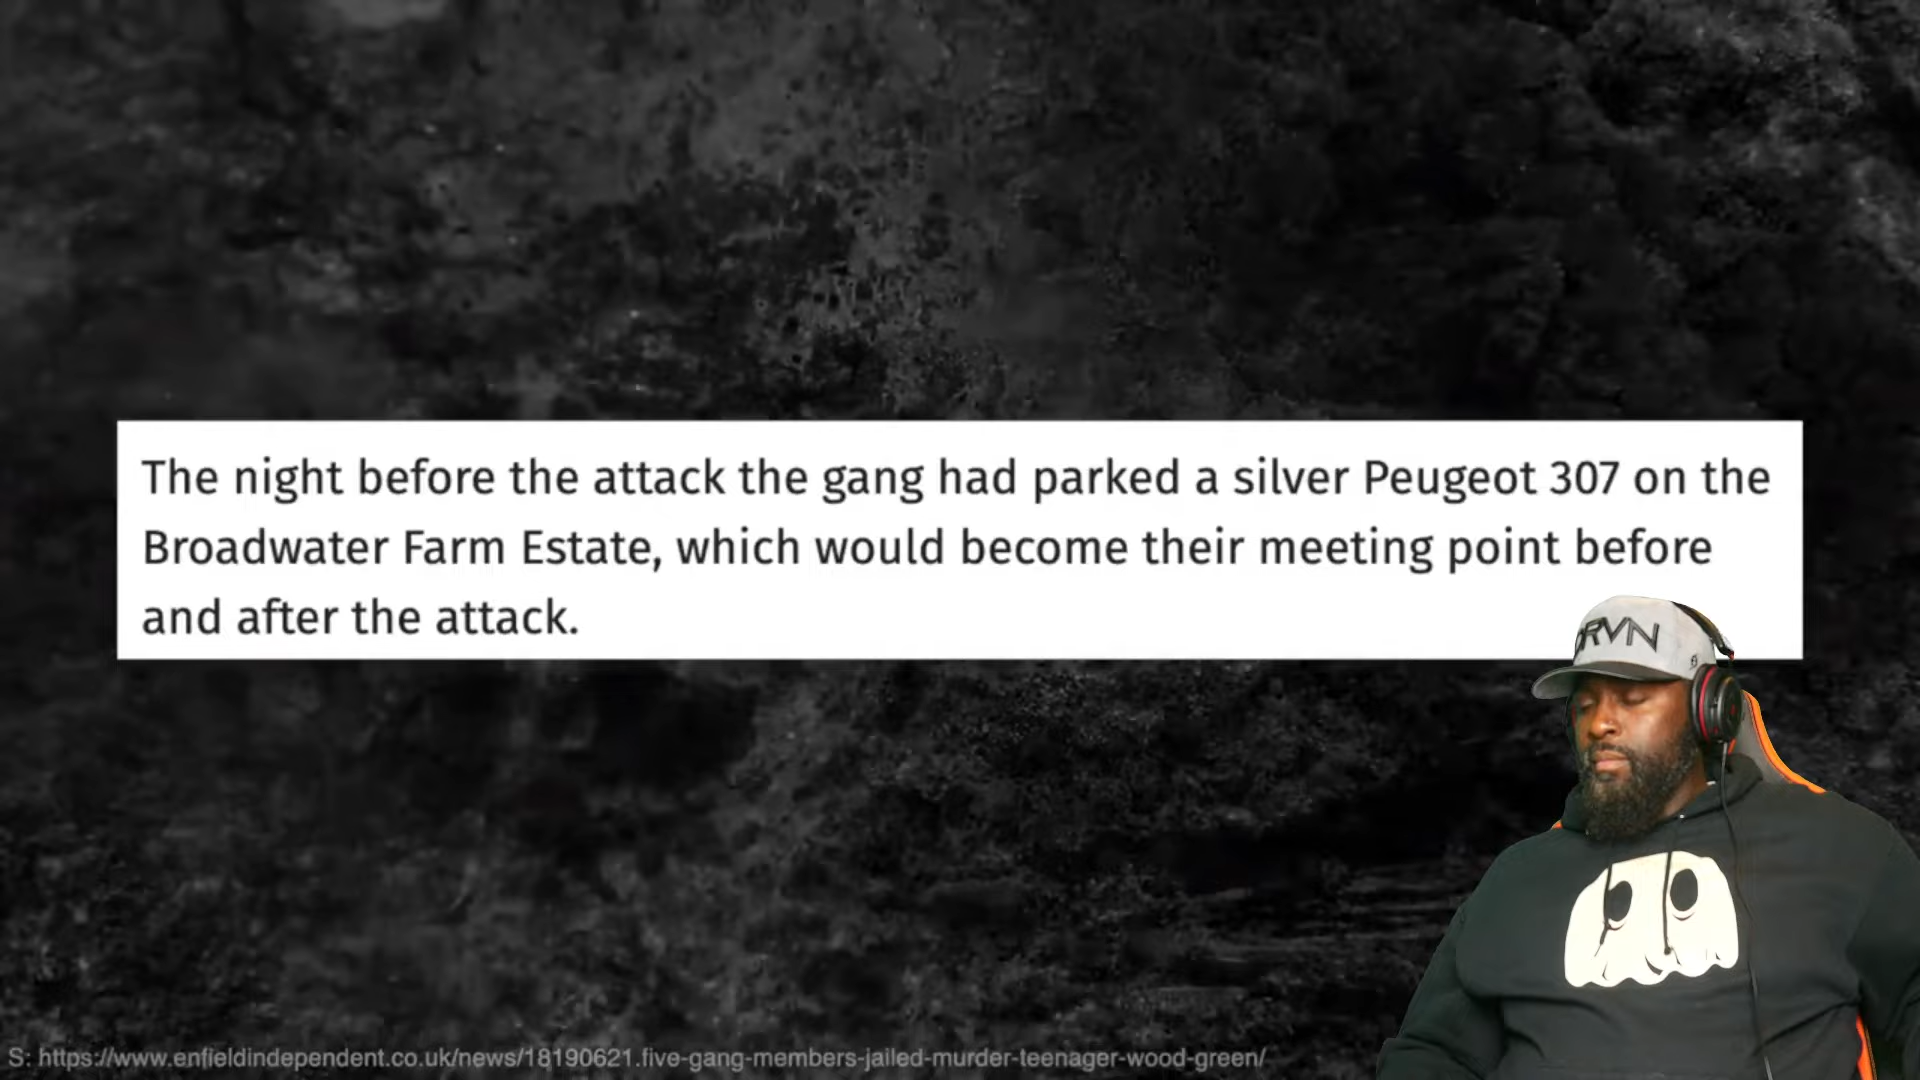 The night before the attack the gang had parked a silver Peugeot 307 on the
Broadwater Farm Estate, which would become their meeting point before
and after the attack.
DRVN
S: https://www.enfieldindependent.co.uk/news/18190621.five-gang-members-jailed-murder-teenager-wood-green/